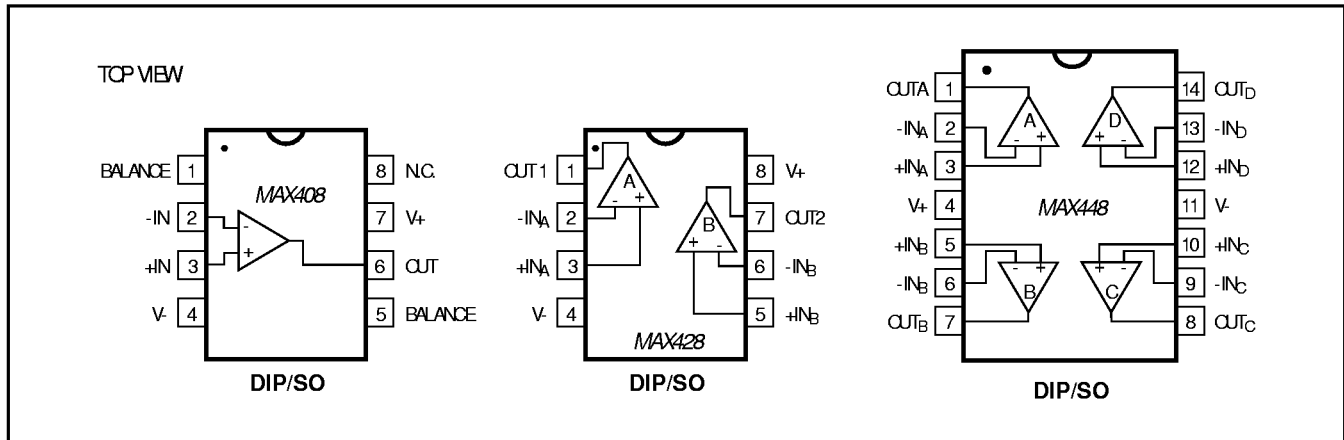 TOP VIEW
BALANCE 1
-IN 2
+IN 3
V- 4
8 N.C.
7 V+
6 OUT
5 BALANCE
MAX408
- 
+
DIP/SO
OUT1 1
-INA 2
+INA 3
V- 4
8 V+
7 OUT2
6 -INB
5 +INB
A
- +
B
+ -
MAX428
DIP/SO
OUTA 1
-INA 2
+INA 3
V+ 4
+INB 5
-INB 6
OUTB 7
14 OUTD
13 -IND
12 +IND
11 V-
10 +INC
9 -INC
8 OUTC
A
- +
D
+ -
MAX448
- +
B
+ -
C
DIP/SO